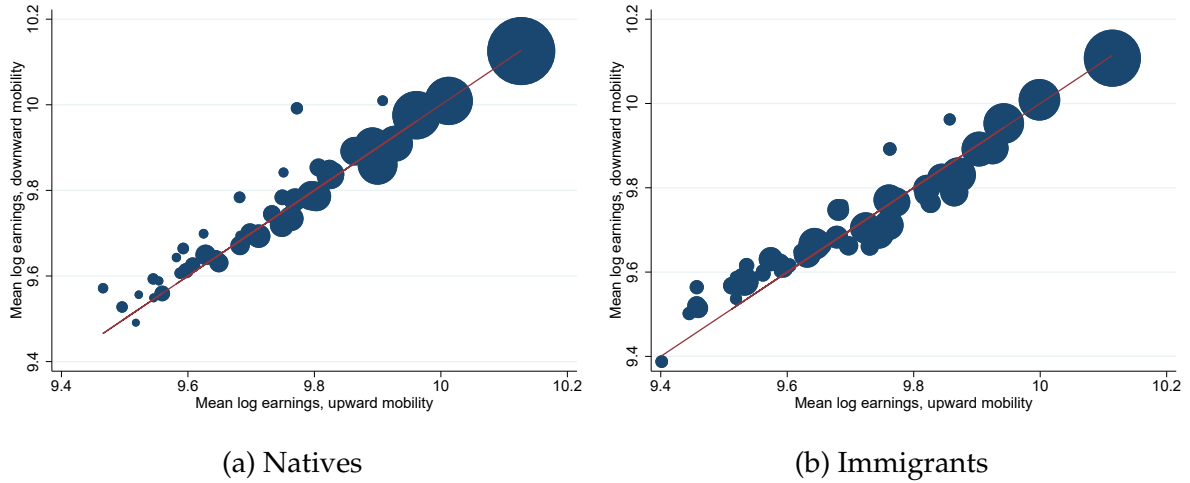 Mean log earnings, downward mobility
10.2
10
9.8
9.6
9.4
9.4 9.6 9.8 10 10.2
Mean log earnings, upward mobility
(a) Natives
Mean log earnings, downward mobility
10.2
10
9.8
9.6
9.4
9.4 9.6 9.8 10 10.2
Mean log earnings, upward mobility
(b) Immigrants